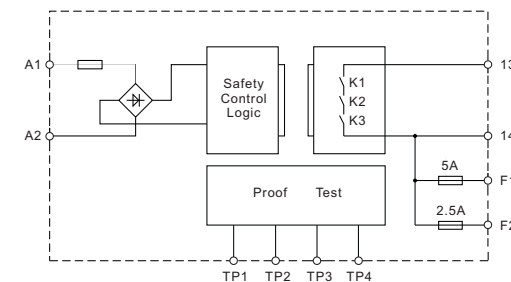 A1
13
Safety
Control
Logic
K1
K2
K3
A2
14
5A
F1
Proof Test
2.5A
F2
TP1 TP2 TP3 TP4